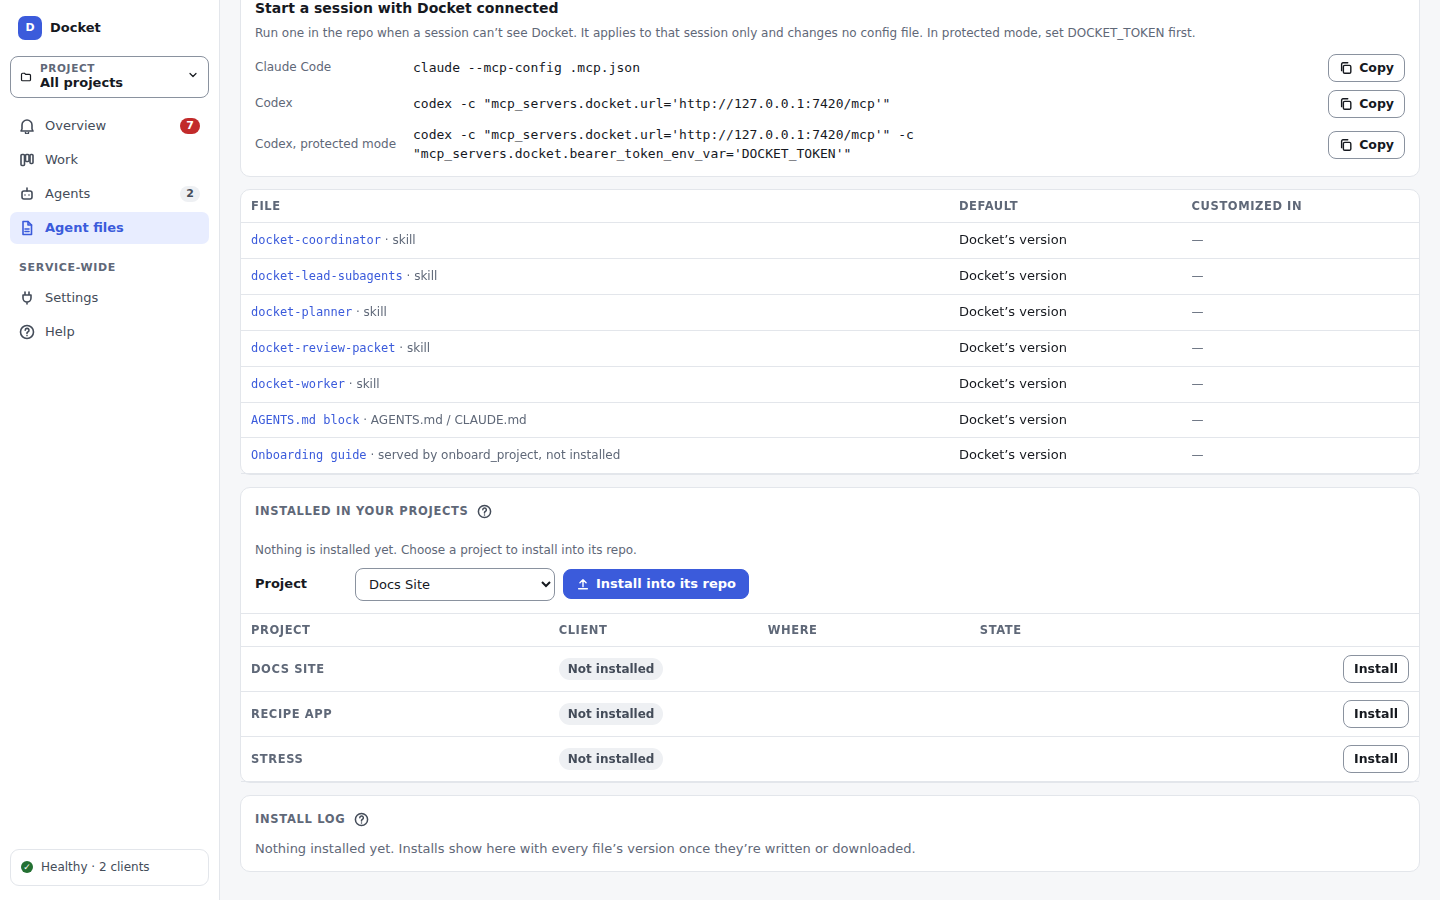 D Docket
PROJECT
All projects
Overview 7
Work
Agents 2
Agent files
SERVICE-WIDE
Settings
Help
Healthy · 2 clients
Start a session with Docket connected
Run one in the repo when a session can’t see Docket. It applies to that session only and changes no config file. In protected mode, set DOCKET_TOKEN first.
Claude Code claude --mcp-config .mcp.json Copy
Codex codex -c "mcp_servers.docket.url='http://127.0.0.1:7420/mcp'" Copy
Codex, protected mode codex -c "mcp_servers.docket.url='http://127.0.0.1:7420/mcp'" -c
"mcp_servers.docket.bearer_token_env_var='DOCKET_TOKEN'" Copy
FILE DEFAULT CUSTOMIZED IN
docket-coordinator · skill Docket’s version —
docket-lead-subagents · skill Docket’s version —
docket-planner · skill Docket’s version —
docket-review-packet · skill Docket’s version —
docket-worker · skill Docket’s version —
AGENTS.md block · AGENTS.md / CLAUDE.md Docket’s version —
Onboarding guide · served by onboard_project, not installed Docket’s version —
INSTALLED IN YOUR PROJECTS
Nothing is installed yet. Choose a project to install into its repo.
Project Docs Site Install into its repo
PROJECT CLIENT WHERE STATE
DOCS SITE Not installed Install
RECIPE APP Not installed Install
STRESS Not installed Install
INSTALL LOG
Nothing installed yet. Installs show here with every file’s version once they’re written or downloaded.